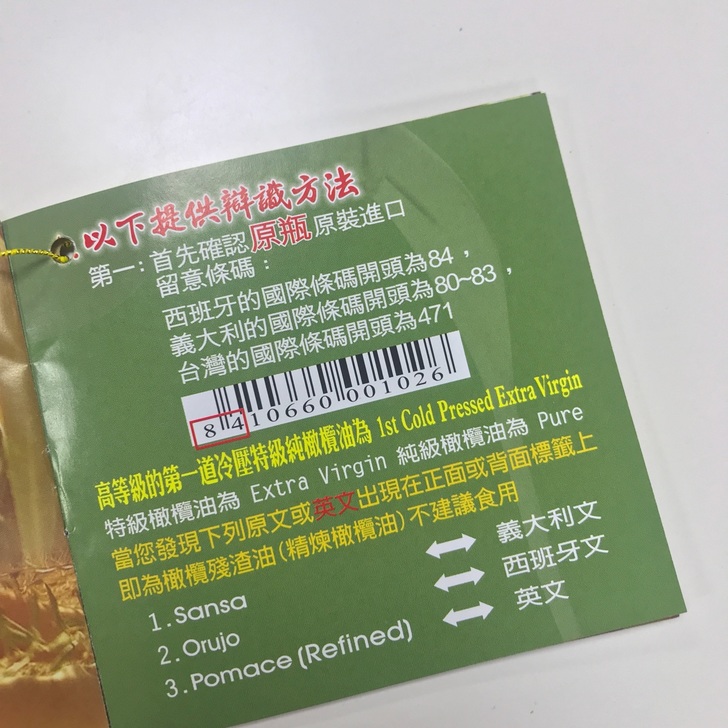 以下提供辯識方法
第一：首先確認原瓶原裝進口
留意條碼：
西班牙的國際條碼開頭為84，
義大利的國際條碼開頭為80~83，
台灣的國際條碼開頭為471
8410660001026
高等級的第一道冷壓特級純橄欖油為 1st Cold Pressed Extra Virgin
特級橄欖油為 Extra Virgin 純級橄欖油為 Pure
當您發現下列原文或英文出現在正面或背面標籤上
即為橄欖殘渣油(精煉橄欖油)不建議食用
1.Sansa ⟷ 義大利文
2.Orujo ⟷ 西班牙文
3.Pomace (Refined) ⟷ 英文